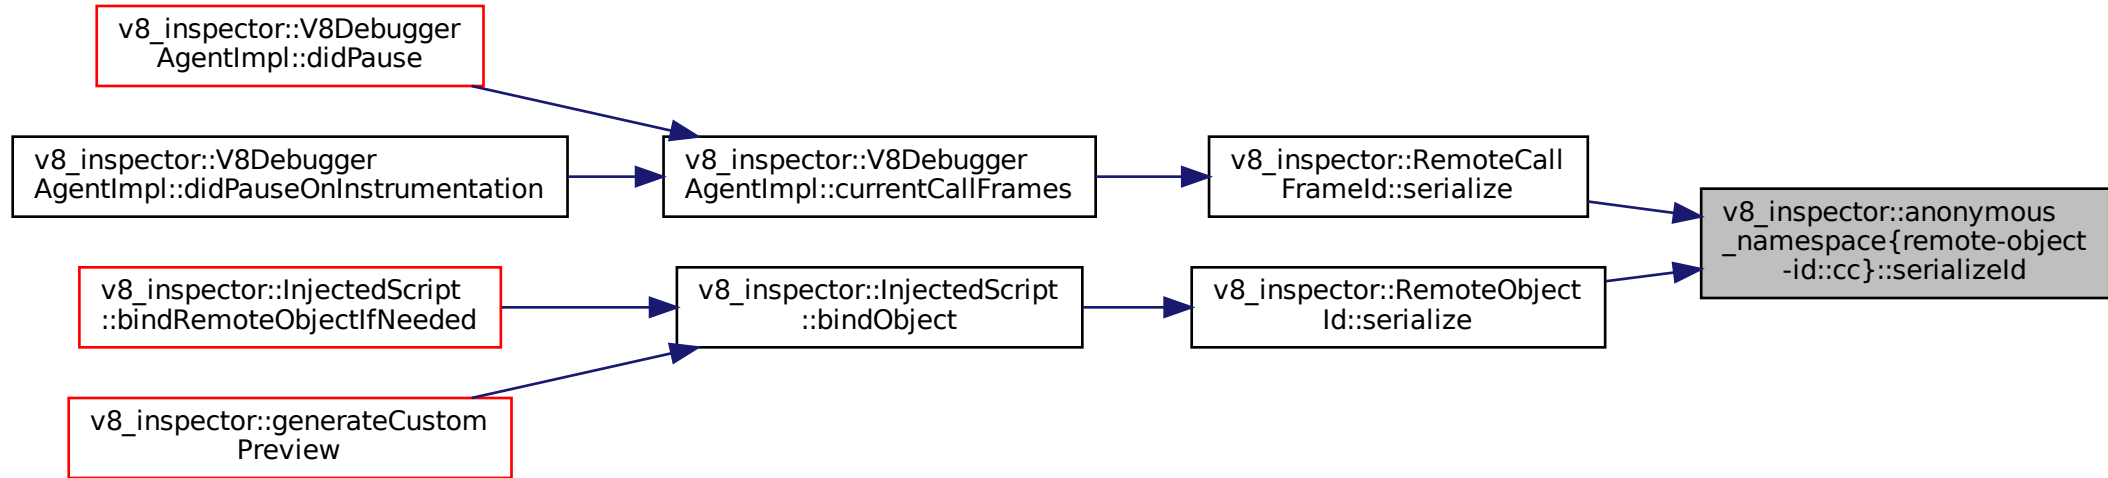 v8_inspector::V8Debugger
AgentImpl::didPause
v8_inspector::V8Debugger
AgentImpl::didPauseOnInstrumentation
v8_inspector::V8Debugger
AgentImpl::currentCallFrames
v8_inspector::RemoteCall
FrameId::serialize
v8_inspector::anonymous
_namespace{remote-object
-id::cc}::serializeId
v8_inspector::InjectedScript
::bindRemoteObjectIfNeeded
v8_inspector::InjectedScript
::bindObject
v8_inspector::RemoteObject
Id::serialize
v8_inspector::generateCustom
Preview